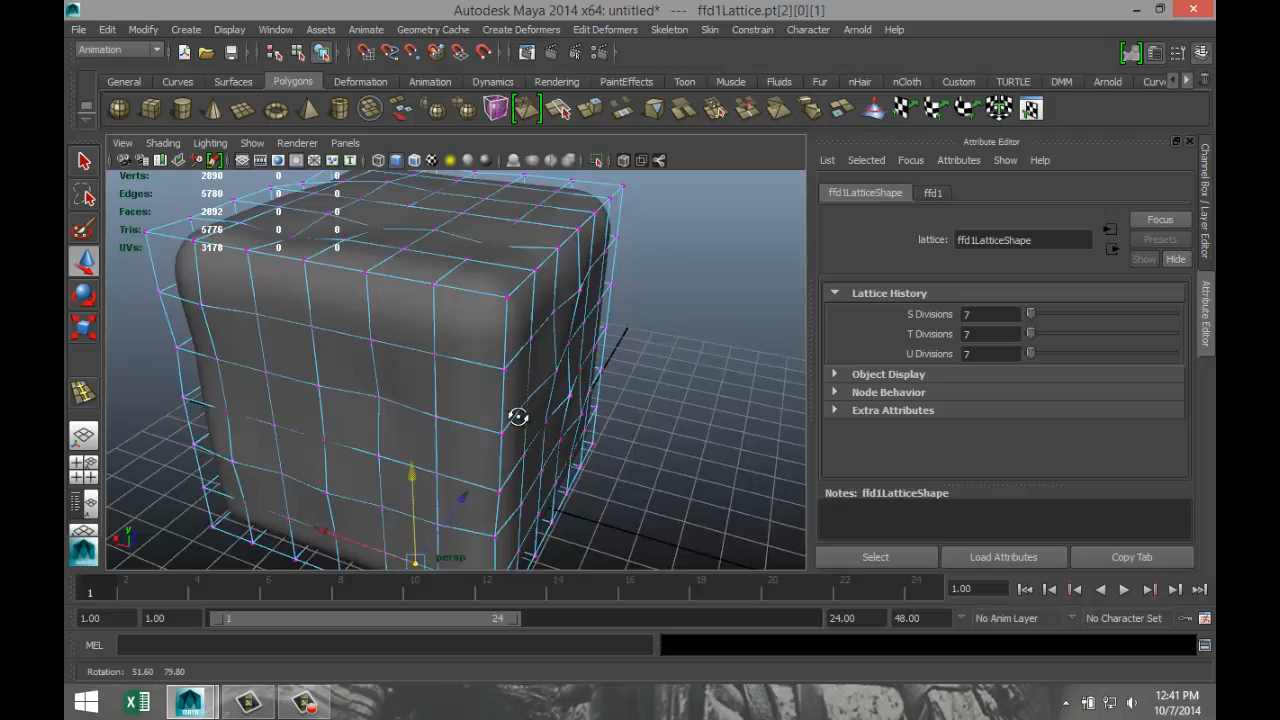 Autodesk Maya 2014 x64: untitled* --- ffd1Lattice.pt[2][0][1]
File Edit Modify Create Display Window Assets Animate Geometry Cache Create Deformers Edit Deformers Skeleton Skin Constrain Character Arnold Help
Animation
General Curves Surfaces Polygons Deformation Animation Dynamics Rendering PaintEffects Toon Muscle Fluids Fur nHair nCloth Custom TURTLE DMM Arnold Curv
View Shading Lighting Show Renderer Panels
Verts: 2890 0 0
Edges: 5780 0 0
Faces: 2892 0 0
Tris: 5776 0 0
UVs: 3178 0 0
persp
y
Attribute Editor
List Selected Focus Attributes Show Help
ffd1LatticeShape ffd1
Focus
lattice: ffd1LatticeShape
Presets
Show Hide
Lattice History
S Divisions 7
T Divisions 7
U Divisions 7
Object Display
Node Behavior
Extra Attributes
Notes: ffd1LatticeShape
Select Load Attributes Copy Tab
Channel Box / Layer Editor
Attribute Editor
2 4 6 8 10 12 14 16 18 20 22 24
1 1.00
1.00 1.00 1 24 24.00 48.00 No Anim Layer No Character Set
MEL
Rotation: 51.60 79.80
12:41 PM
10/7/2014